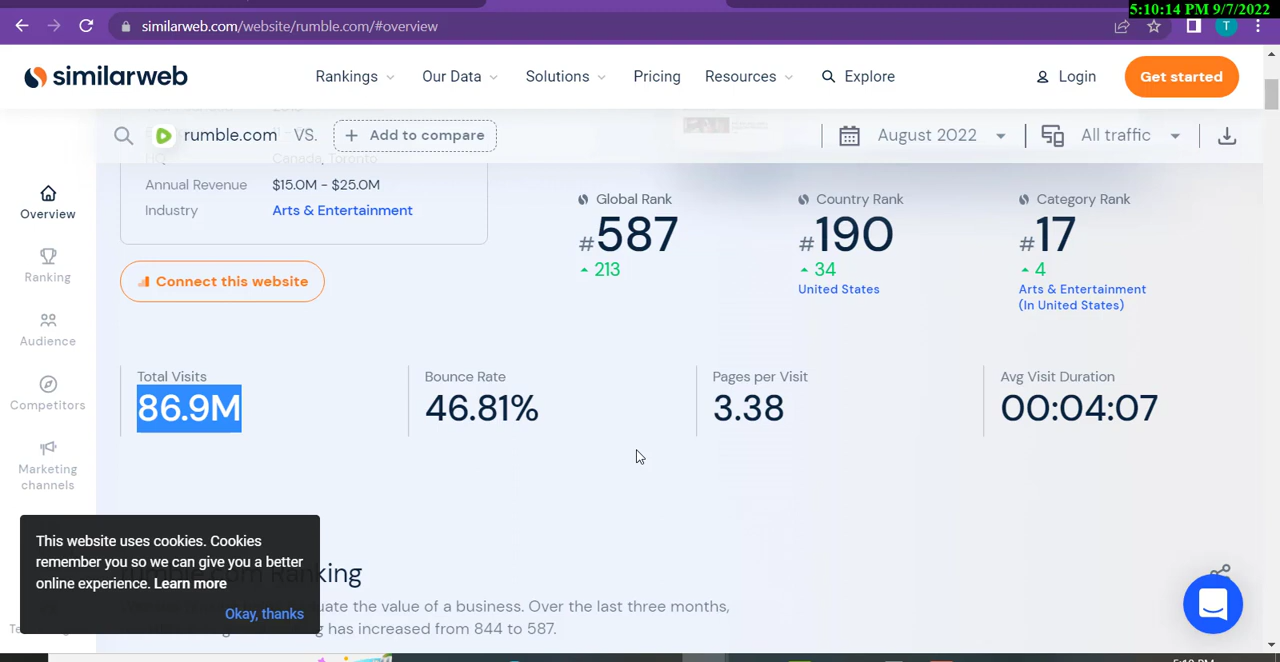 5:10:14 PM 9/7/2022
similarweb.com/website/rumble.com/#overview
T
similarweb
Rankings
Our Data
Solutions
Pricing
Resources
Explore
Login
Get started
rumble.com
VS.
+ Add to compare
August 2022
All traffic
HQ
Canada, Toronto
Annual Revenue
$15.0M - $25.0M
Industry
Arts & Entertainment
Connect this website
Global Rank
#587
213
Country Rank
#190
34
United States
Category Rank
#17
4
Arts & Entertainment
(In United States)
Overview
Ranking
Audience
Competitors
Marketing
channels
Total Visits
86.9M
Bounce Rate
46.81%
Pages per Visit
3.38
Avg Visit Duration
00:04:07
This website uses cookies. Cookies
remember you so we can give you a better
online experience. Learn more
Okay, thanks
Ranking
the value of a business. Over the last three months,
has increased from 844 to 587.